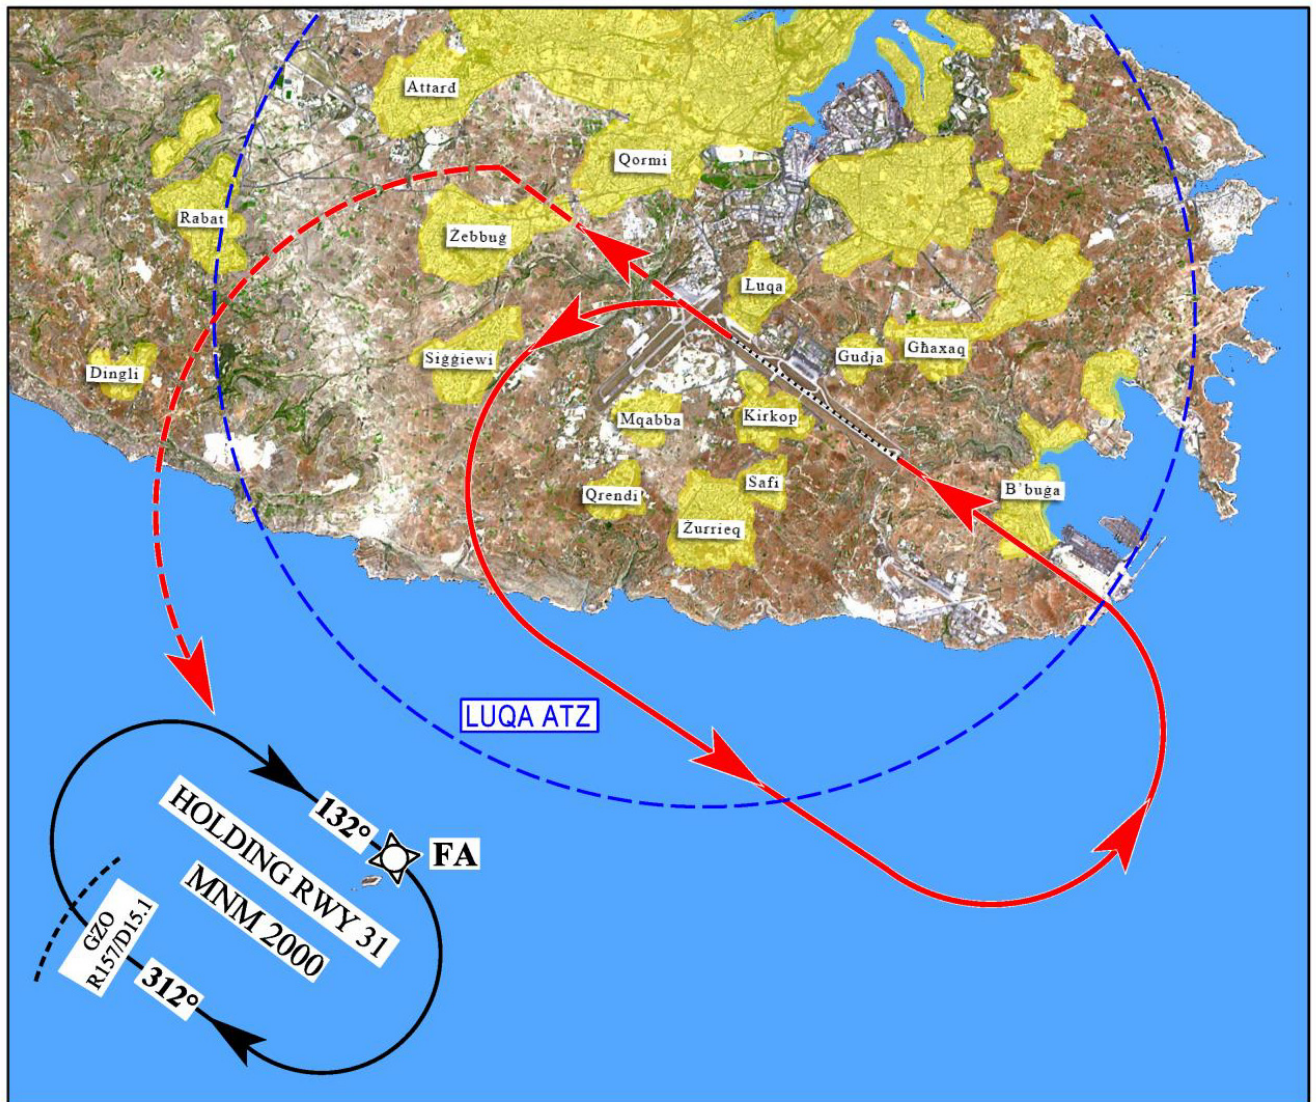 Attard
Qormi
Rabat
Żebbuġ
Luqa
Siġġiewi
Dingli
Gudja
Għaxaq
Mqabba
Kirkop
Safi
Qrendi
B'buġa
Żurrieq
LUQA ATZ
132°
FA
HOLDING RWY 31
MNM 2000
GZO
R157/D15.1
312°